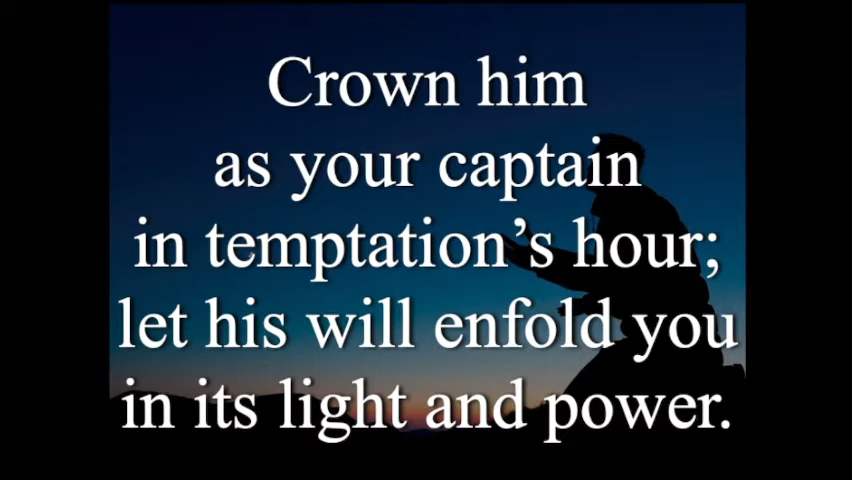 Crown him
as your captain
in temptation’s hour;
let his will enfold you
in its light and power.